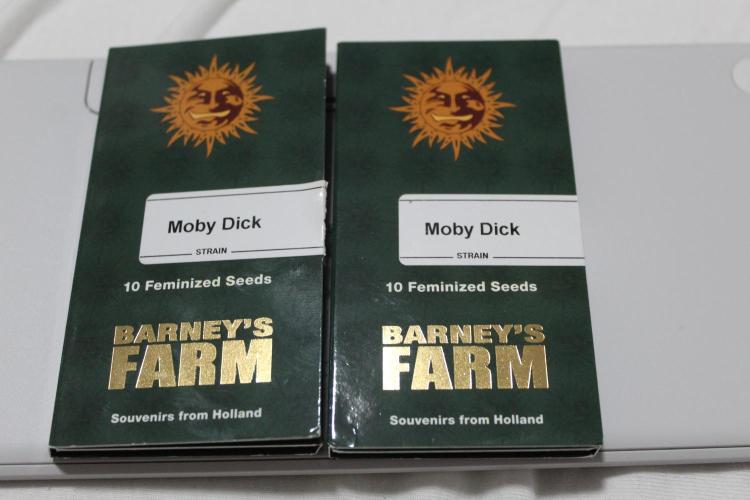 Moby Dick
STRAIN
10 Feminized Seeds
BARNEY'S
FARM
Souvenirs from Holland
Moby Dick
STRAIN
10 Feminized Seeds
BARNEY'S
FARM
Souvenirs from Holland